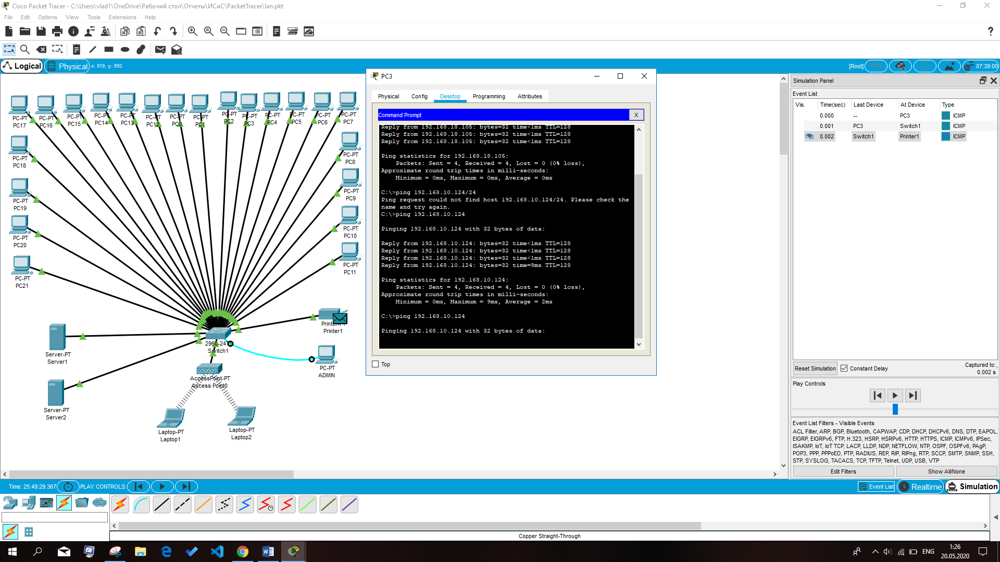 Cisco Packet Tracer - C:\Users\vlad1\OneDrive\Рабочий стол\Отчеты\ИСиС\PacketTracer\lan.pkt
File Edit Options View Tools Extensions Help
Logical Physical x: 919, y: 650
[Root] 07:39:00
PC-PT PC17
PC-PT PC16
PC-PT PC15
PC-PT PC14
PC-PT PC13
PC-PT PC12
PC-PT PC0
PC-PT PC1
PC-PT PC2
PC-PT PC3
PC-PT PC4
PC-PT PC5
PC-PT PC6
PC-PT PC7
PC-PT PC18
PC-PT PC8
PC-PT PC19
PC-PT PC9
PC-PT PC20
PC-PT PC10
PC-PT PC21
PC-PT PC11
Printer-PT
Printer1
2960-24T
Switch1
Server-PT
Server1
PC-PT
ADMIN
AccessPoint-PT
Access Point0
Server-PT
Server2
Laptop-PT
Laptop1
Laptop-PT
Laptop2
PC3
Physical Config Desktop Programming Attributes
Command Prompt X
Reply from 192.168.18.105: bytes=32 time<1ms TTL=128
Reply from 192.168.18.105: bytes=32 time<1ms TTL=128
Reply from 192.168.18.105: bytes=32 time<1ms TTL=128
Ping statistics for 192.168.18.105:
Packets: Sent = 4, Received = 4, Lost = 0 (0% loss),
Approximate round trip times in milli-seconds:
Minimum = 0ms, Maximum = 0ms, Average = 0ms
C:\>ping 192.168.10.124/24
Ping request could not find host 192.168.10.124/24. Please check the
name and try again.
C:\>ping 192.168.10.124
Pinging 192.168.10.124 with 32 bytes of data:
Reply from 192.168.10.124: bytes=32 time<1ms TTL=128
Reply from 192.168.10.124: bytes=32 time<1ms TTL=128
Reply from 192.168.10.124: bytes=32 time<1ms TTL=128
Reply from 192.168.10.124: bytes=32 time=9ms TTL=128
Ping statistics for 192.168.10.124:
Packets: Sent = 4, Received = 4, Lost = 0 (0% loss),
Approximate round trip times in milli-seconds:
Minimum = 0ms, Maximum = 9ms, Average = 2ms
C:\>ping 192.168.10.124
Pinging 192.168.10.124 with 32 bytes of data:
Top
Simulation Panel
Event List
Vis. Time(sec) Last Device At Device Type
0.000 -- PC3 ICMP
0.001 PC3 Switch1 ICMP
0.002 Switch1 Printer1 ICMP
Reset Simulation Constant Delay Captured to:
0.002 s
Play Controls
Event List Filters - Visible Events
ACL Filter, ARP, BGP, Bluetooth, CAPWAP, CDP, DHCP, DHCPv6, DNS, DTP, EAPOL,
EIGRP, EIGRPv6, FTP, H.323, HSRP, HSRPv6, HTTP, HTTPS, ICMP, ICMPv6, IPSec,
ISAKMP, IoT, IoT TCP, LACP, LLDP, NDP, NETFLOW, NTP, OSPF, OSPFv6, PAgP,
POP3, PPP, PPPoED, PTP, RADIUS, REP, RIP, RIPng, RTP, SCCP, SMTP, SNMP, SSH,
STP, SYSLOG, TACACS, TCP, TFTP, Telnet, UDP, USB, VTP
Edit Filters Show All/None
Time: 25:49:29.367 PLAY CONTROLS: Event List Realtime Simulation
Copper Straight-Through
ENG
1:26
20.05.2020